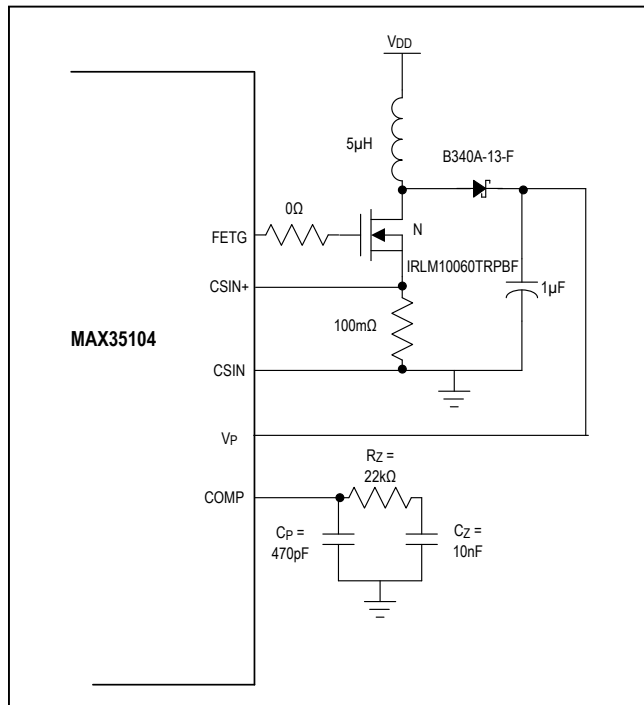 VDD
5µH
B340A-13-F
0Ω
FETG
N
CSIN+
IRLM10060TRPBF
1µF
100mΩ
MAX35104
CSIN
VP
RZ =
22kΩ
COMP
CP =
470pF
CZ =
10nF